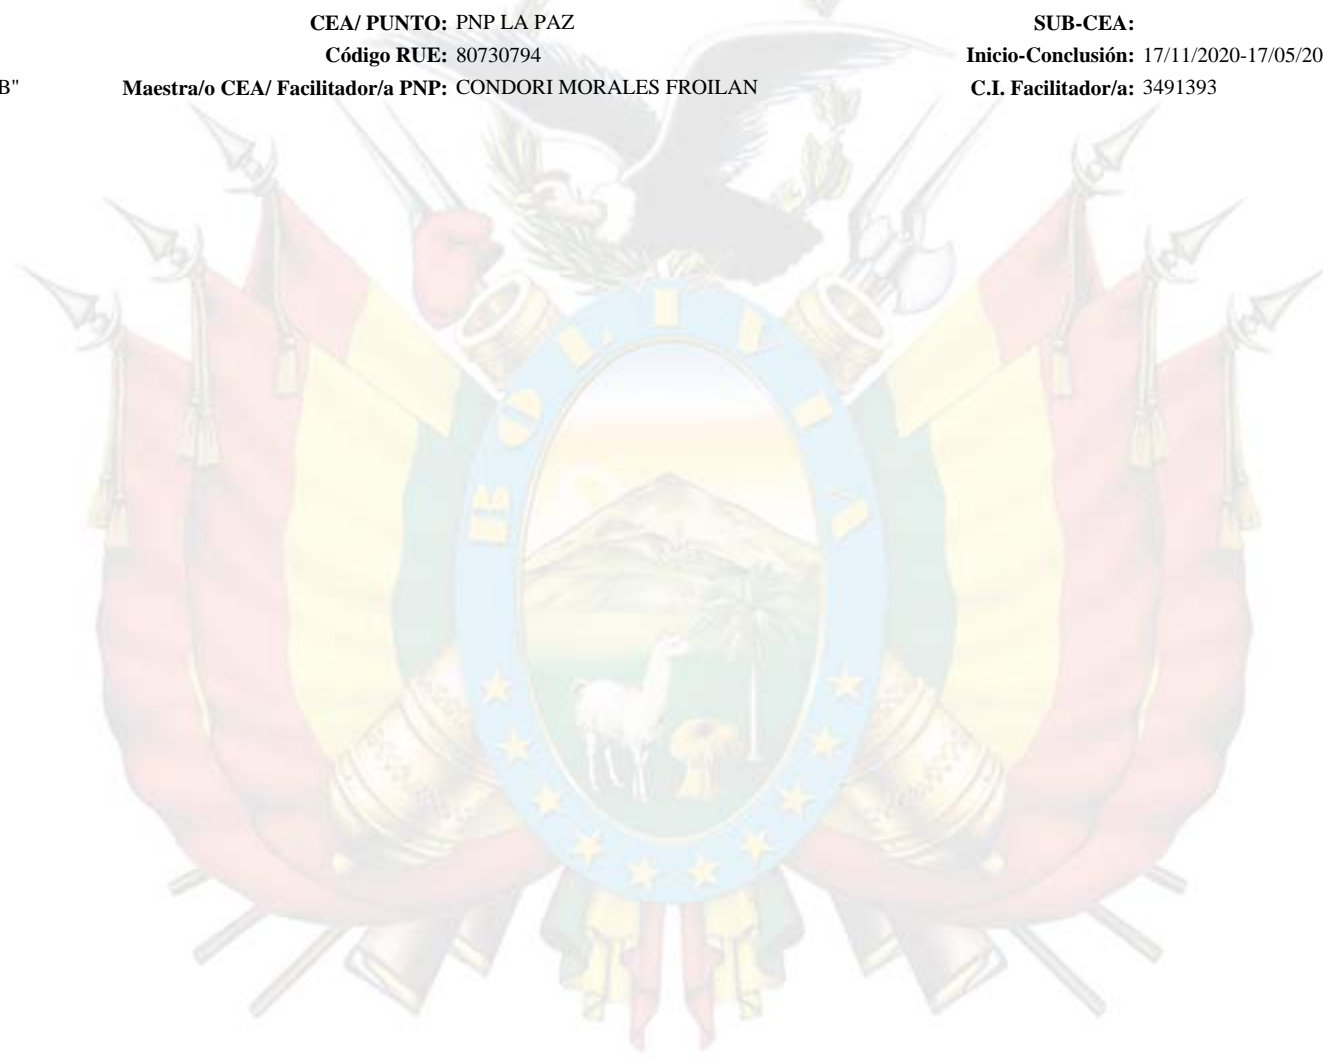 CEA/ PUNTO: PNP LA PAZ SUB-CEA:
Código RUE: 80730794 Inicio-Conclusión: 17/11/2020-17/05/20
B" Maestra/o CEA/ Facilitador/a PNP: CONDORI MORALES FROILAN C.I. Facilitador/a: 3491393
BOLIVIA